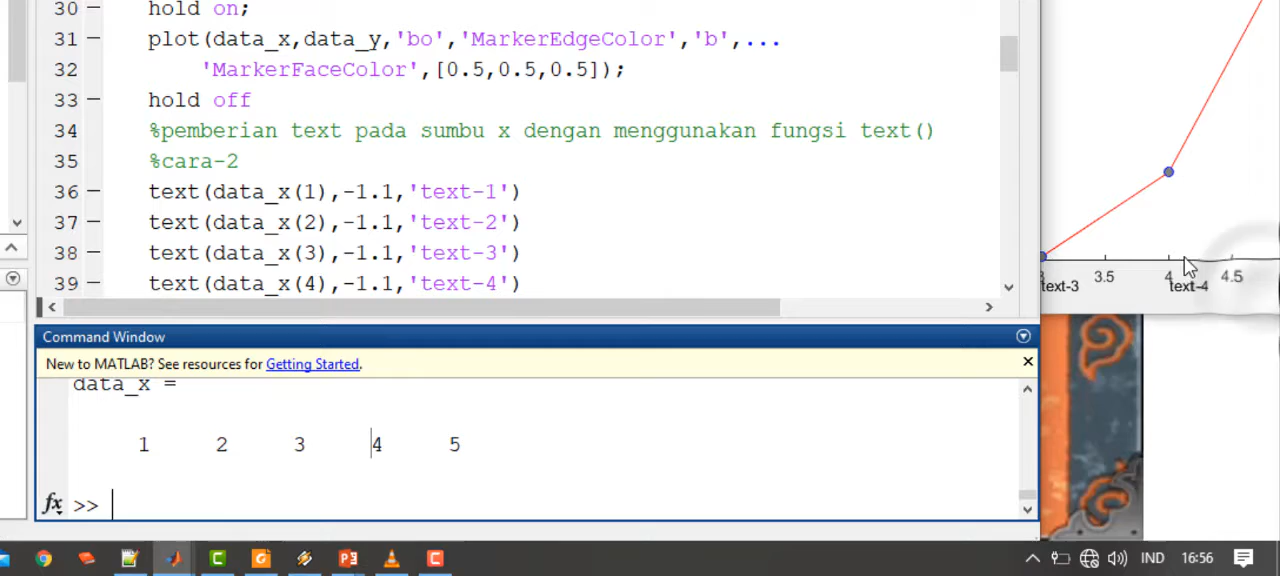 30 — hold on;
31 — plot(data_x,data_y,'bo','MarkerEdgeColor','b',...
32 'MarkerFaceColor',[0.5,0.5,0.5]);
33 — hold off
34 %pemberian text pada sumbu x dengan menggunakan fungsi text()
35 %cara-2
36 — text(data_x(1),-1.1,'text-1')
37 — text(data_x(2),-1.1,'text-2')
38 — text(data_x(3),-1.1,'text-3')
39 — text(data_x(4),-1.1,'text-4')
3 3.5 4 4.5
text-3 text-4
Command Window
New to MATLAB? See resources for Getting Started.
data_x =
1 2 3 4 5
fx >>
IND 16:56